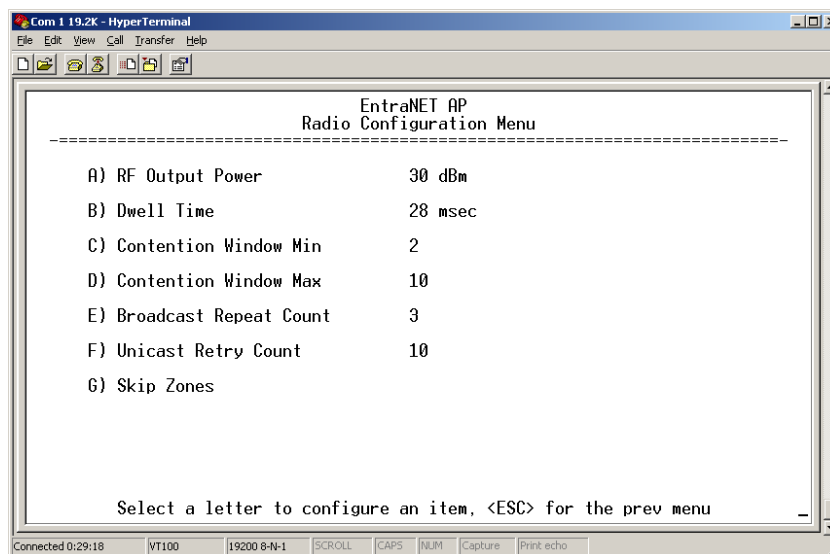 Com 1 19.2K - HyperTerminal
File Edit View Call Transfer Help
EntraNET AP
Radio Configuration Menu
-==========================================================================-
A) RF Output Power 30 dBm
B) Dwell Time 28 msec
C) Contention Window Min 2
D) Contention Window Max 10
E) Broadcast Repeat Count 3
F) Unicast Retry Count 10
G) Skip Zones
Select a letter to configure an item, <ESC> for the prev menu _
Connected 0:29:18 VT100 19200 8-N-1 SCROLL CAPS NUM Capture Print echo